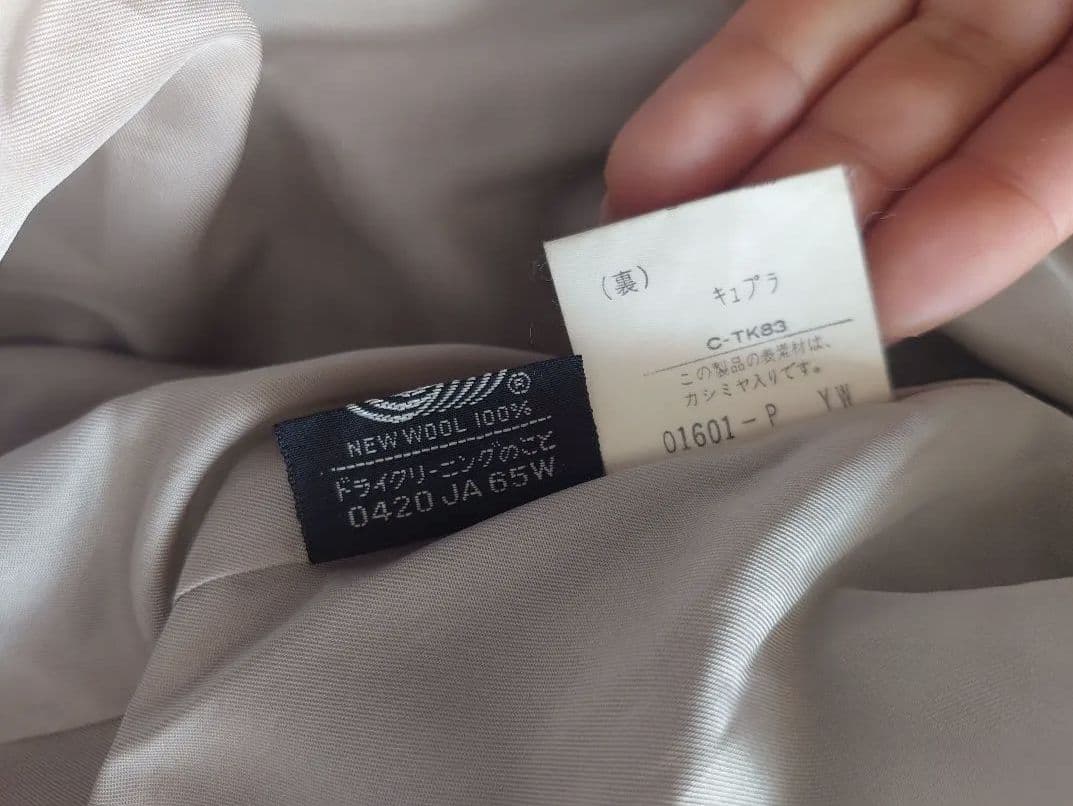 ®
NEW WOOL 100%
ドライクリーニングのこと
0420 JA 65W
(裏) キュプラ
C-TK83
この製品の表素材は、
カシミヤ入りです。
01601-P YW